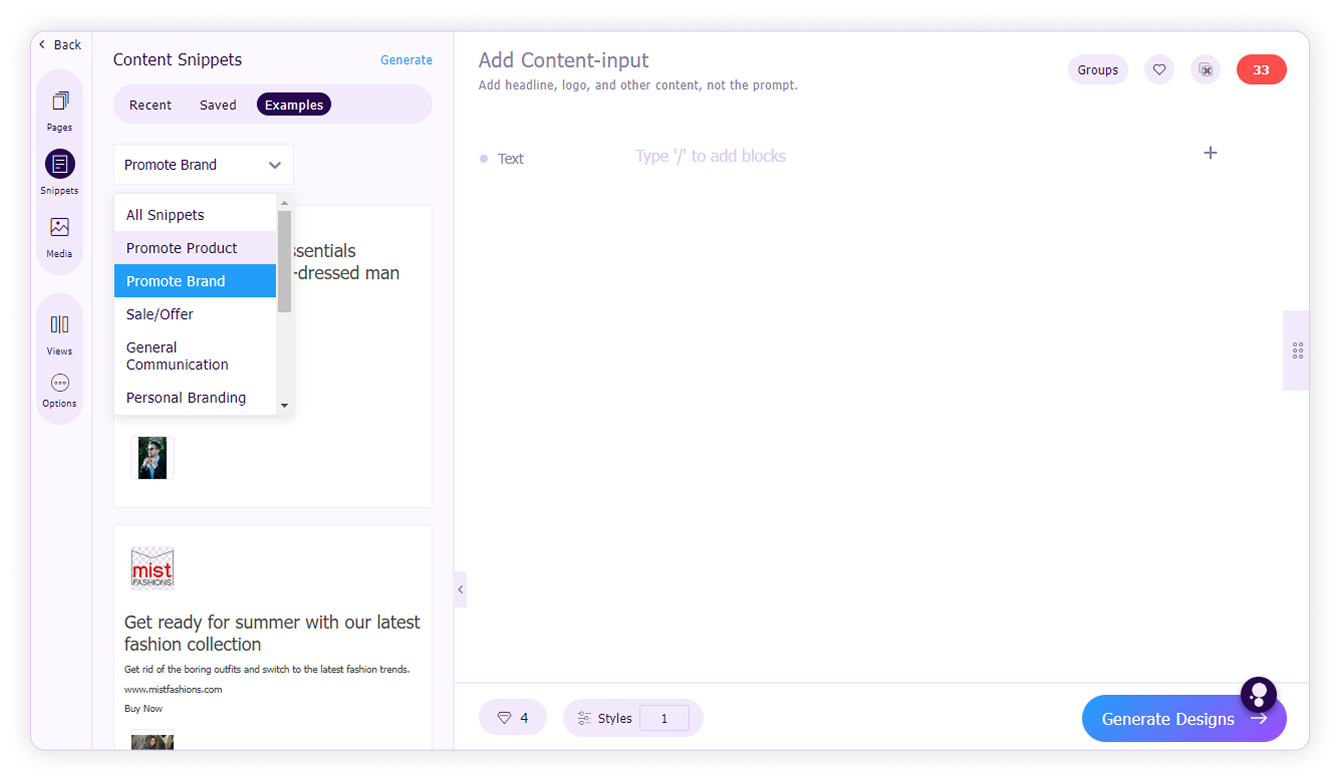 Back
Pages
Snippets
Media
Views
Options
Content Snippets
Generate
Recent
Saved
Examples
Promote Brand
All Snippets
Promote Product
Promote Brand
Sale/Offer
General
Communication
Personal Branding
-dressed man
mist
FASHIONS
Get ready for summer with our latest
fashion collection
Get rid of the boring outfits and switch to the latest fashion trends.
www.mistfashions.com
Buy Now
Add Content-input
Add headline, logo, and other content, not the prompt.
Groups
33
Text
Type '/' to add blocks
4
Styles
1
Generate Designs